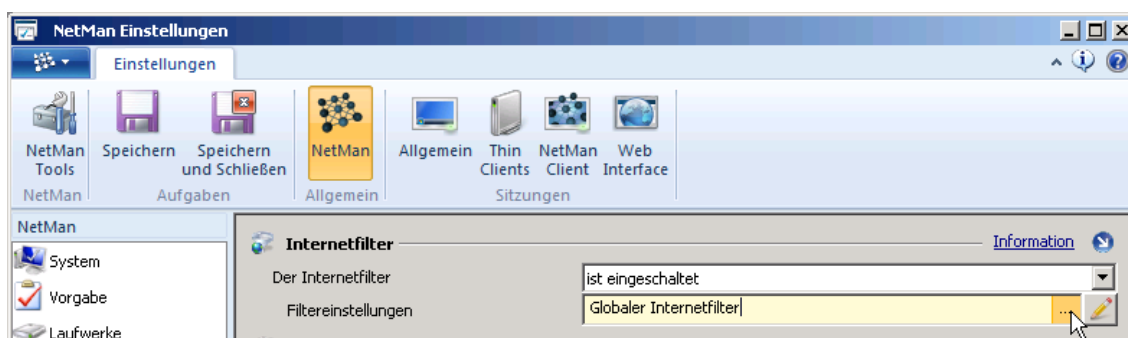 NetMan Einstellungen
Einstellungen
NetMan Tools
Speichern
Speichern und Schließen
NetMan
Allgemein
Thin Clients
NetMan Client
Web Interface
NetMan
Aufgaben
Allgemein
Sitzungen
NetMan
System
Vorgabe
Laufwerke
Internetfilter
Information
Der Internetfilter
ist eingeschaltet
Filtereinstellungen
Globaler Internetfilter
...